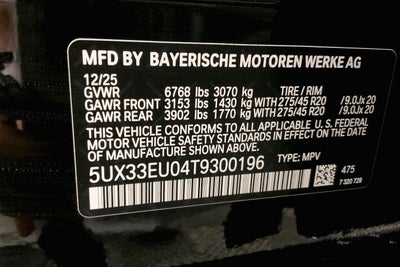 MFD BY BAYERISCHE MOTOREN WERKE AG
12/25
GVWR 6768 lbs 3070 kg TIRE / RIM
GAWR FRONT 3153 lbs 1430 kg WITH 275/45 R20 /9.0Jx 20
GAWR REAR 3902 lbs 1770 kg WITH 275/45 R20 /9.0Jx 20
THIS VEHICLE CONFORMS TO ALL APPLICABLE U.S. FEDERAL
MOTOR VEHICLE SAFETY STANDARDS IN EFFECT ON THE DATE
OF MANUFACTURE SHOWN ABOVE.
5UX33EU04T9300196 TYPE: MPV
475
7 320 729